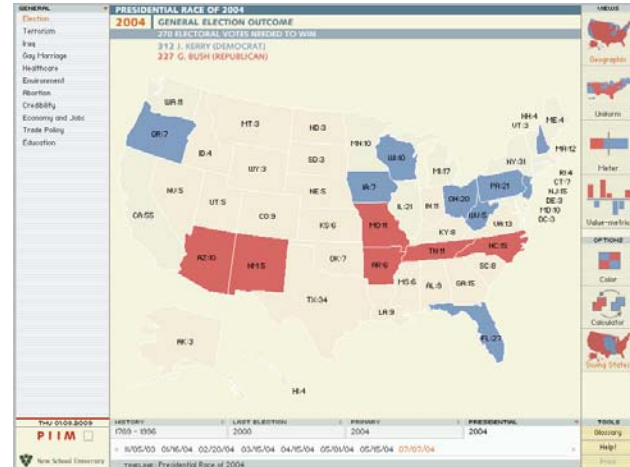 GENERAL
Election
Terrorism
Iraq
Gay Marriage
Healthcare
Environment
Abortion
Credibility
Economy and Jobs
Trade Policy
Education
PRESIDENTIAL RACE OF 2004
2004 GENERAL ELECTION OUTCOME
270 ELECTORAL VOTES NEEDED TO WIN
312 J. KERRY (DEMOCRAT)
227 G. BUSH (REPUBLICAN)
WA:11
OR:7
MT:3
ID:4
WY:3
ND:3
SD:3
NE:5
MN:10
WI:10
IA:7
MI:17
NH:4
VT:3
ME:4
MA:12
NY:31
RI:4
CT:7
NJ:15
DE:3
MD:10
DC:3
PA:21
OH:20
WV:5
VA:13
IL:21
IN:11
KY:8
NV:5
UT:5
CO:9
KS:6
MO:11
CA:55
AZ:10
NM:5
OK:7
AR:6
TN:11
NC:15
SC:8
MS:6
AL:9
GA:15
TX:34
LA:9
FL:27
AK:3
HI:4
VIEWS
Geographic
Uniform
Meter
Value-metric
OPTIONS
Color
Calculator
Swing States
TOOLS
Glossary
Help!
Print
THU 01.09.2009
PIIM
New School University
HISTORY
1789 - 1996
LAST ELECTION
2000
PRIMARY
2004
PRESIDENTIAL
2004
11/05/03 01/16/04 02/20/04 03/15/04 04/15/04 05/01/04 05/15/04 07/07/04
TIMELINE: Presidential Race of 2004